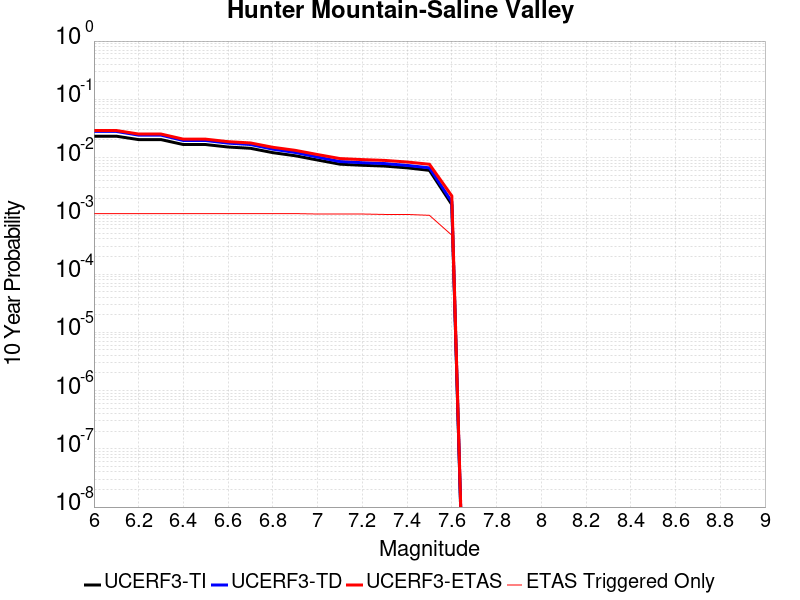 Hunter Mountain-Saline Valley
10 0
10 -1
10 -2
10 -3
10 -4
10 -5
10 -6
10 -7
10 -8
10 Year Probability
6 6.2 6.4 6.6 6.8 7 7.2 7.4 7.6 7.8 8 8.2 8.4 8.6 8.8 9
Magnitude
UCERF3-TI UCERF3-TD UCERF3-ETAS ETAS Triggered Only